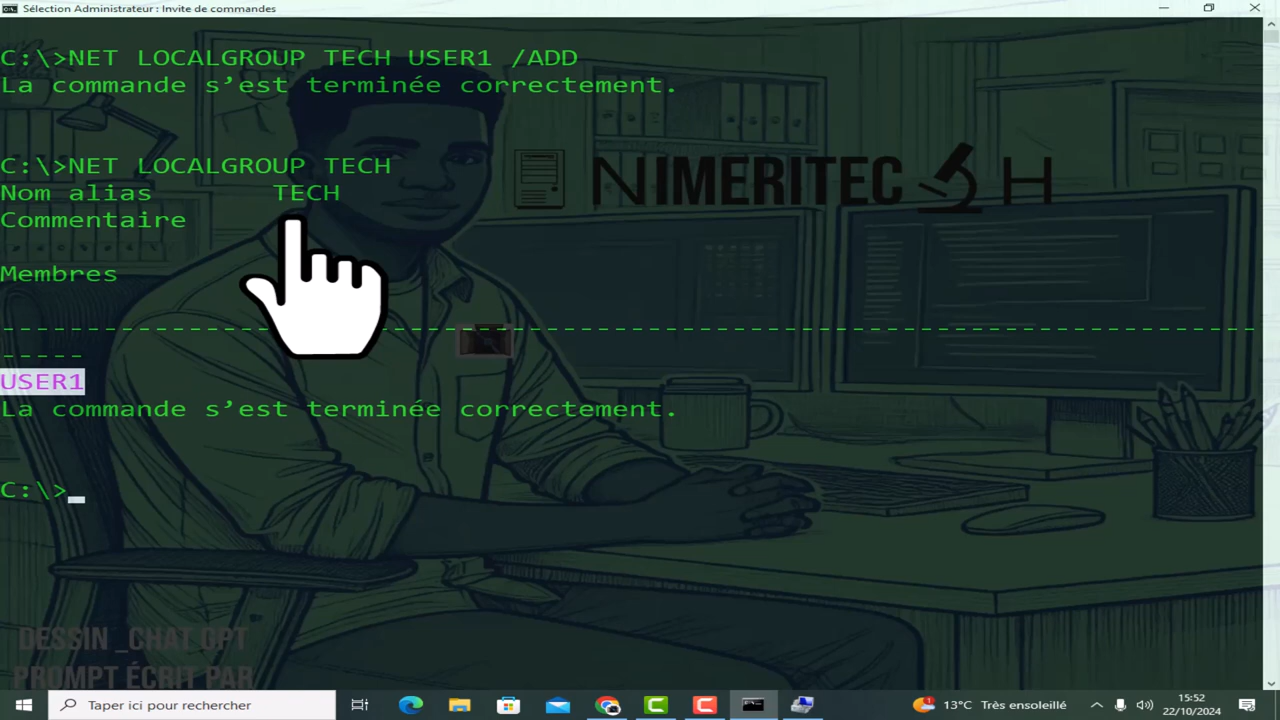 Sélection Administrateur : Invite de commandes
C:\>NET LOCALGROUP TECH USER1 /ADD
La commande s’est terminée correctement.
C:\>NET LOCALGROUP TECH
Nom alias TECH
Commentaire
Membres
-------------------------------------------------------------------------------
USER1
La commande s’est terminée correctement.
C:\>
NIMERITEC H
DESSIN _CHAT GPT
PROMPT ÉCRIT PAR
Taper ici pour rechercher
13°C Très ensoleillé
15:52
22/10/2024